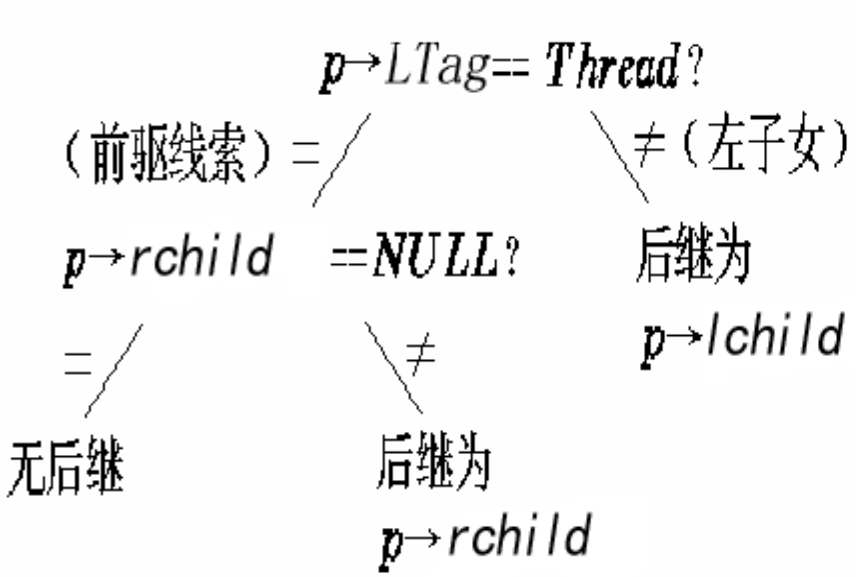 p→LTag== Thread?
(前驱线索) = ≠(左子女)
p→rchild ==NULL? 后继为
p→lchild
= ≠
无后继 后继为
p→rchild